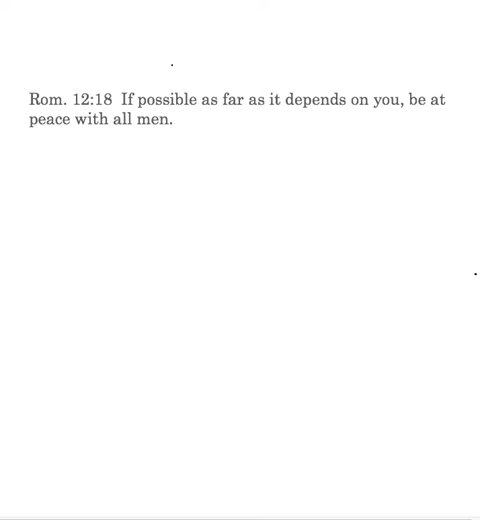 Rom. 12:18  If possible as far as it depends on you, be at
peace with all men.